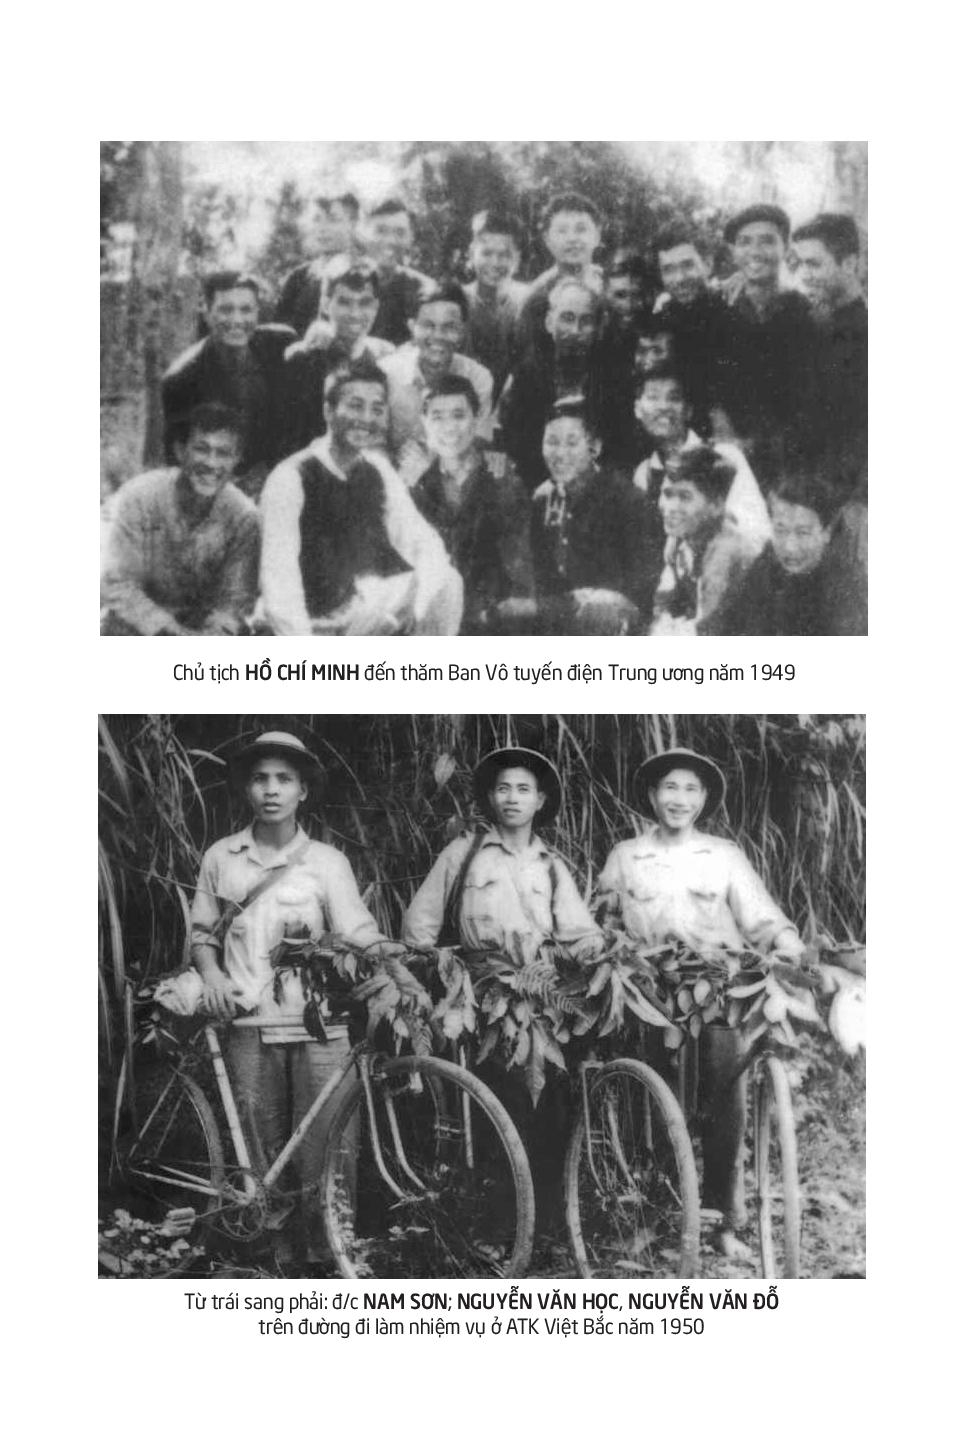 Chủ tịch HỒ CHÍ MINH đến thăm Ban Vô tuyến điện Trung ương năm 1949
Từ trái sang phải: đ/c NAM SƠN; NGUYỄN VĂN HỌC, NGUYỄN VĂN ĐỖ
trên đường đi làm nhiệm vụ ở ATK Việt Bắc năm 1950